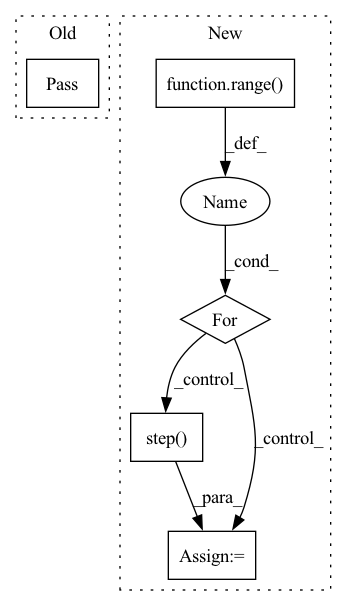 Old
New
Pass
function.range()
_def_
Name
_cond_
For
_control_
_control_
step()
_para_
Assign:=